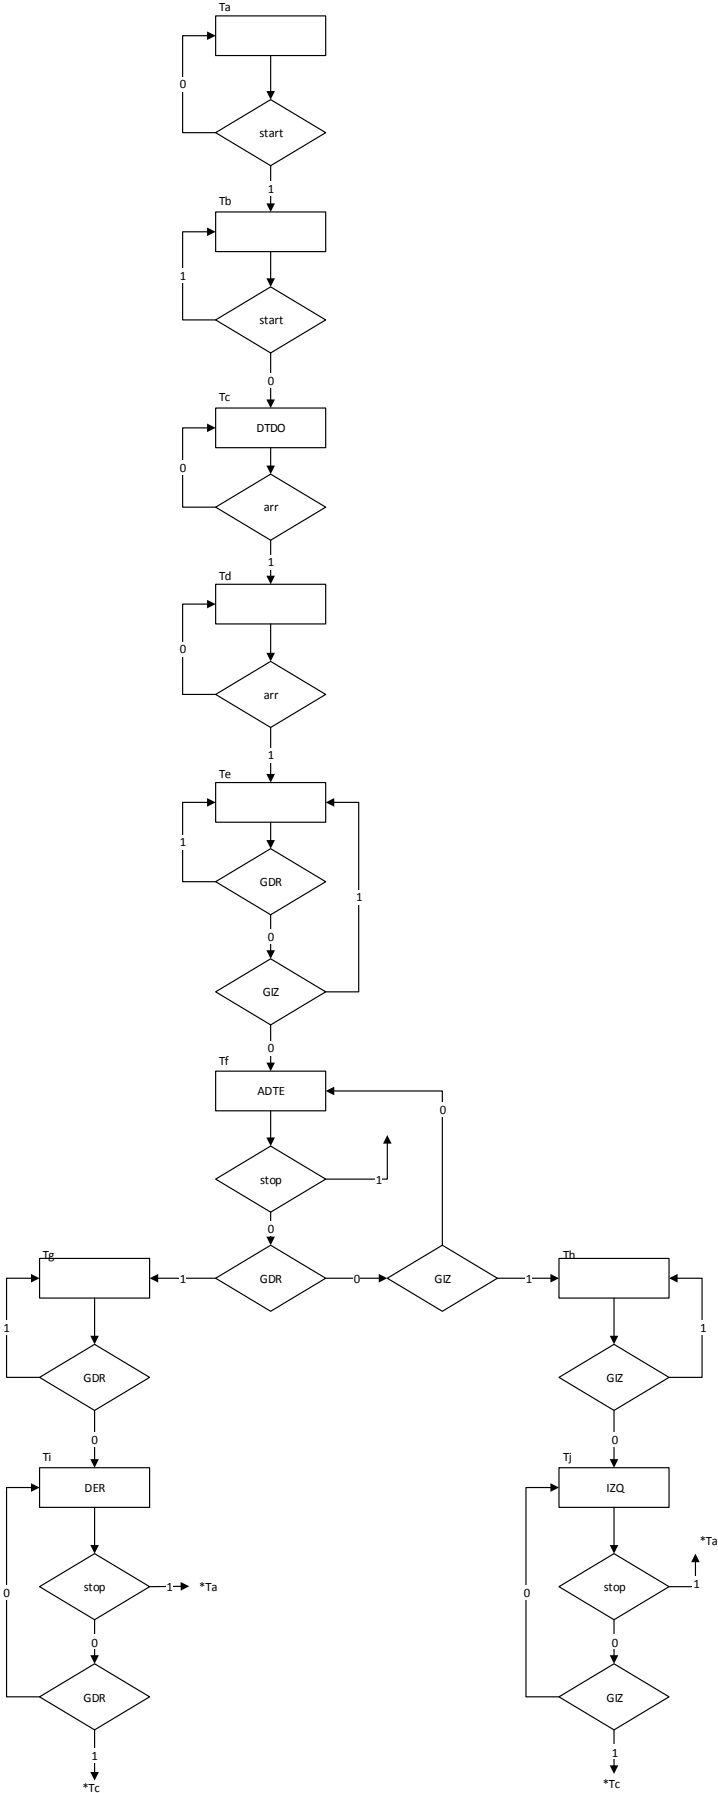 Ta
0
start
1
Tb
1
start
0
Tc
DTDO
0
arr
1
Td
0
arr
1
Te
1
GDR
1
0
GIZ
0
Tf
ADTE
0
stop
1
0
Tg
Th
1
GDR
0
GIZ
1
1
1
GDR
GIZ
0
0
Ti
Tj
DER
IZQ
*Ta
stop
1
*Ta
stop
1
0
0
0
0
GDR
GIZ
1
1
*Tc
*Tc